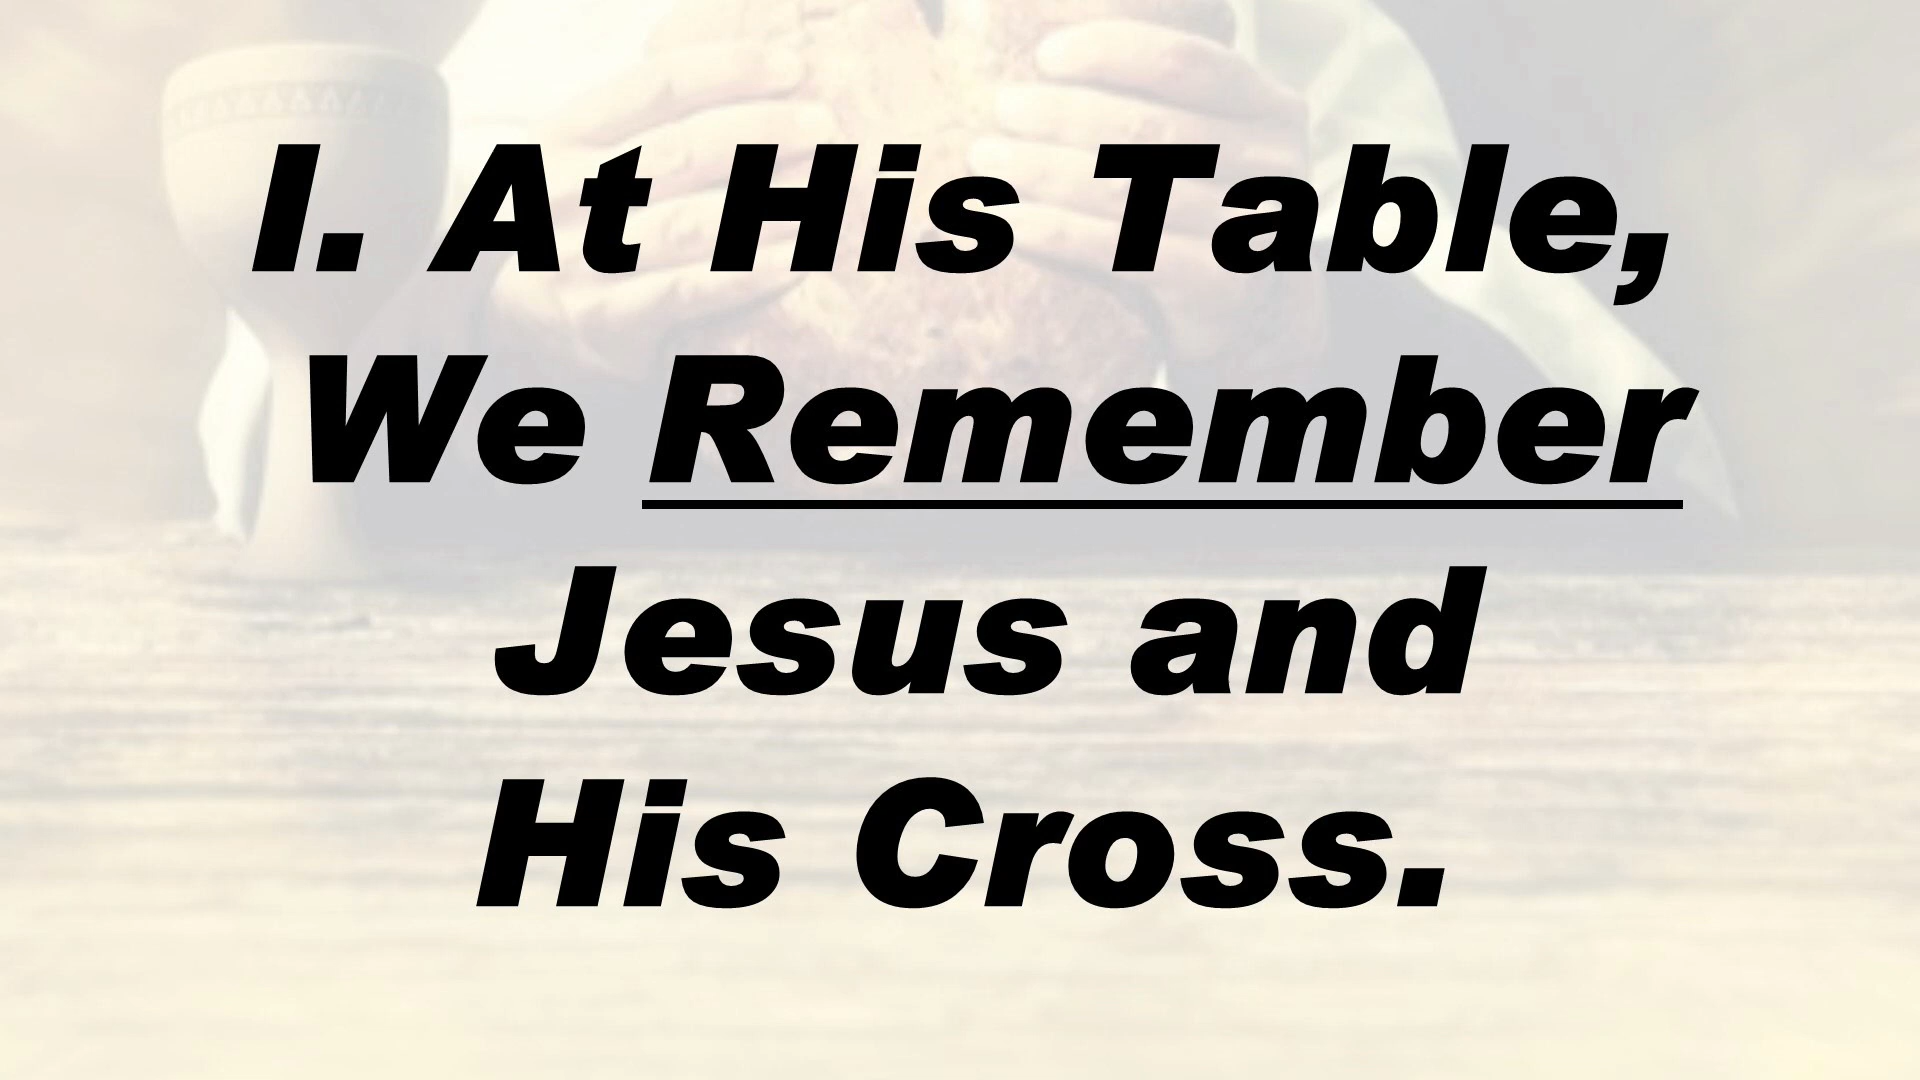 I. At His Table,
We Remember
Jesus and
His Cross.